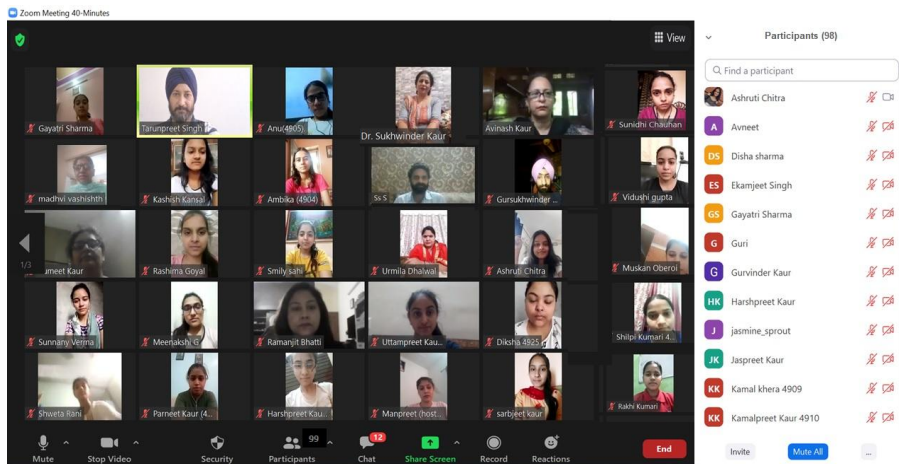 Zoom Meeting 40-Minutes
View
Gayatri Sharma
Tarunpreet Singh
Anu(4905)
Dr. Sukhwinder Kaur
Avinash Kaur
Sunidhi Chauhan
madhvi vashishth
Kashish Kansal
Ambika (4904)
Ss S
Gursukhwinder ...
Vidushi gupta
1/3
umeet Kaur
Rashima Goyal
Smily sahi
Urmila Dhalwal
Ashruti Chitra
Muskan Oberoi
Sunnany Verma
Meenakshi G
Ramanjit Bhatti
Uttampreet Kau...
Diksha 4925
Shilpi Kumari 4...
Shweta Rani
Parneet Kaur (4...
Harshpreet Kau...
Manpreet (host...
sarbjeet kaur
Rakhi Kumari
Mute
Stop Video
Security
Participants
99
Chat
12
Share Screen
Record
Reactions
End
Participants (98)
Find a participant
Ashruti Chitra
A Avneet
DS Disha sharma
ES Ekamjeet Singh
GS Gayatri Sharma
G Guri
G Gurvinder Kaur
HK Harshpreet Kaur
J jasmine_sprout
JK Jaspreet Kaur
KK Kamal khera 4909
KK Kamalpreet Kaur 4910
Invite
Mute All
...